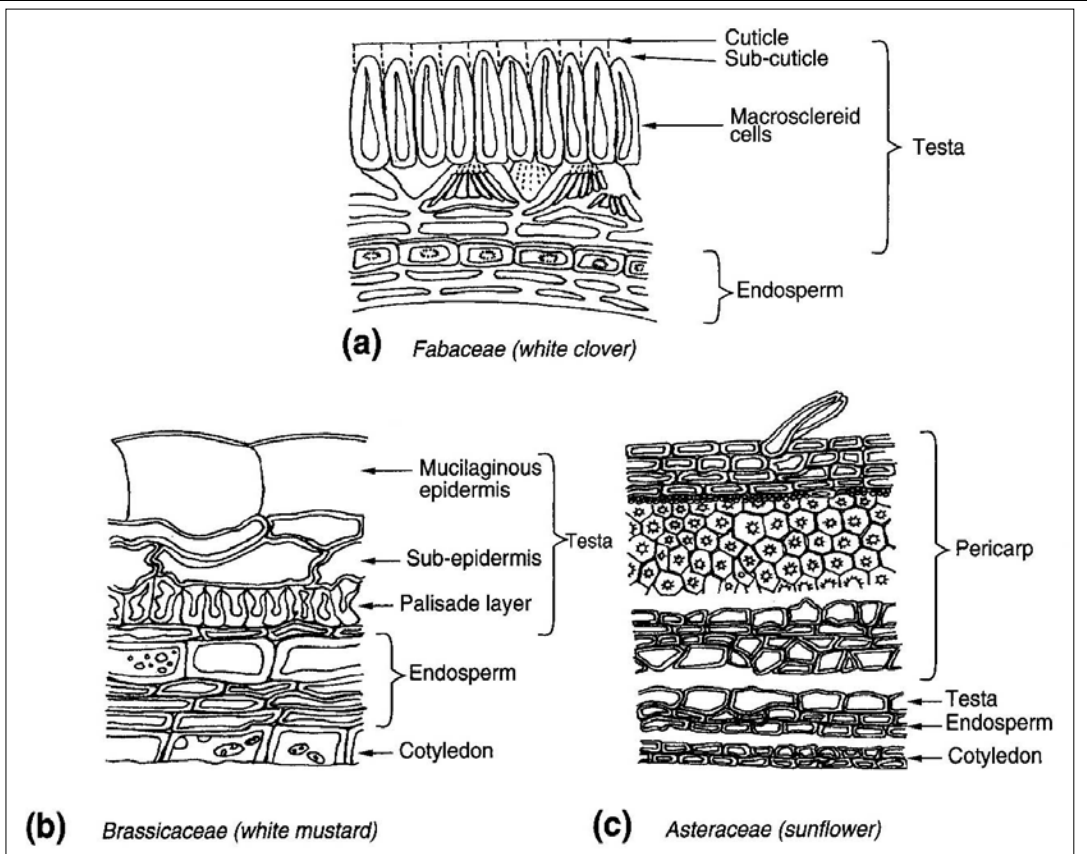 Cuticle
Sub-cuticle
Macrosclereid
cells
Testa
Endosperm
(a) Fabaceae (white clover)
Mucilaginous
epidermis
Sub-epidermis
Testa
Palisade layer
Endosperm
Cotyledon
(b) Brassicaceae (white mustard)
Pericarp
Testa
Endosperm
Cotyledon
(c) Asteraceae (sunflower)